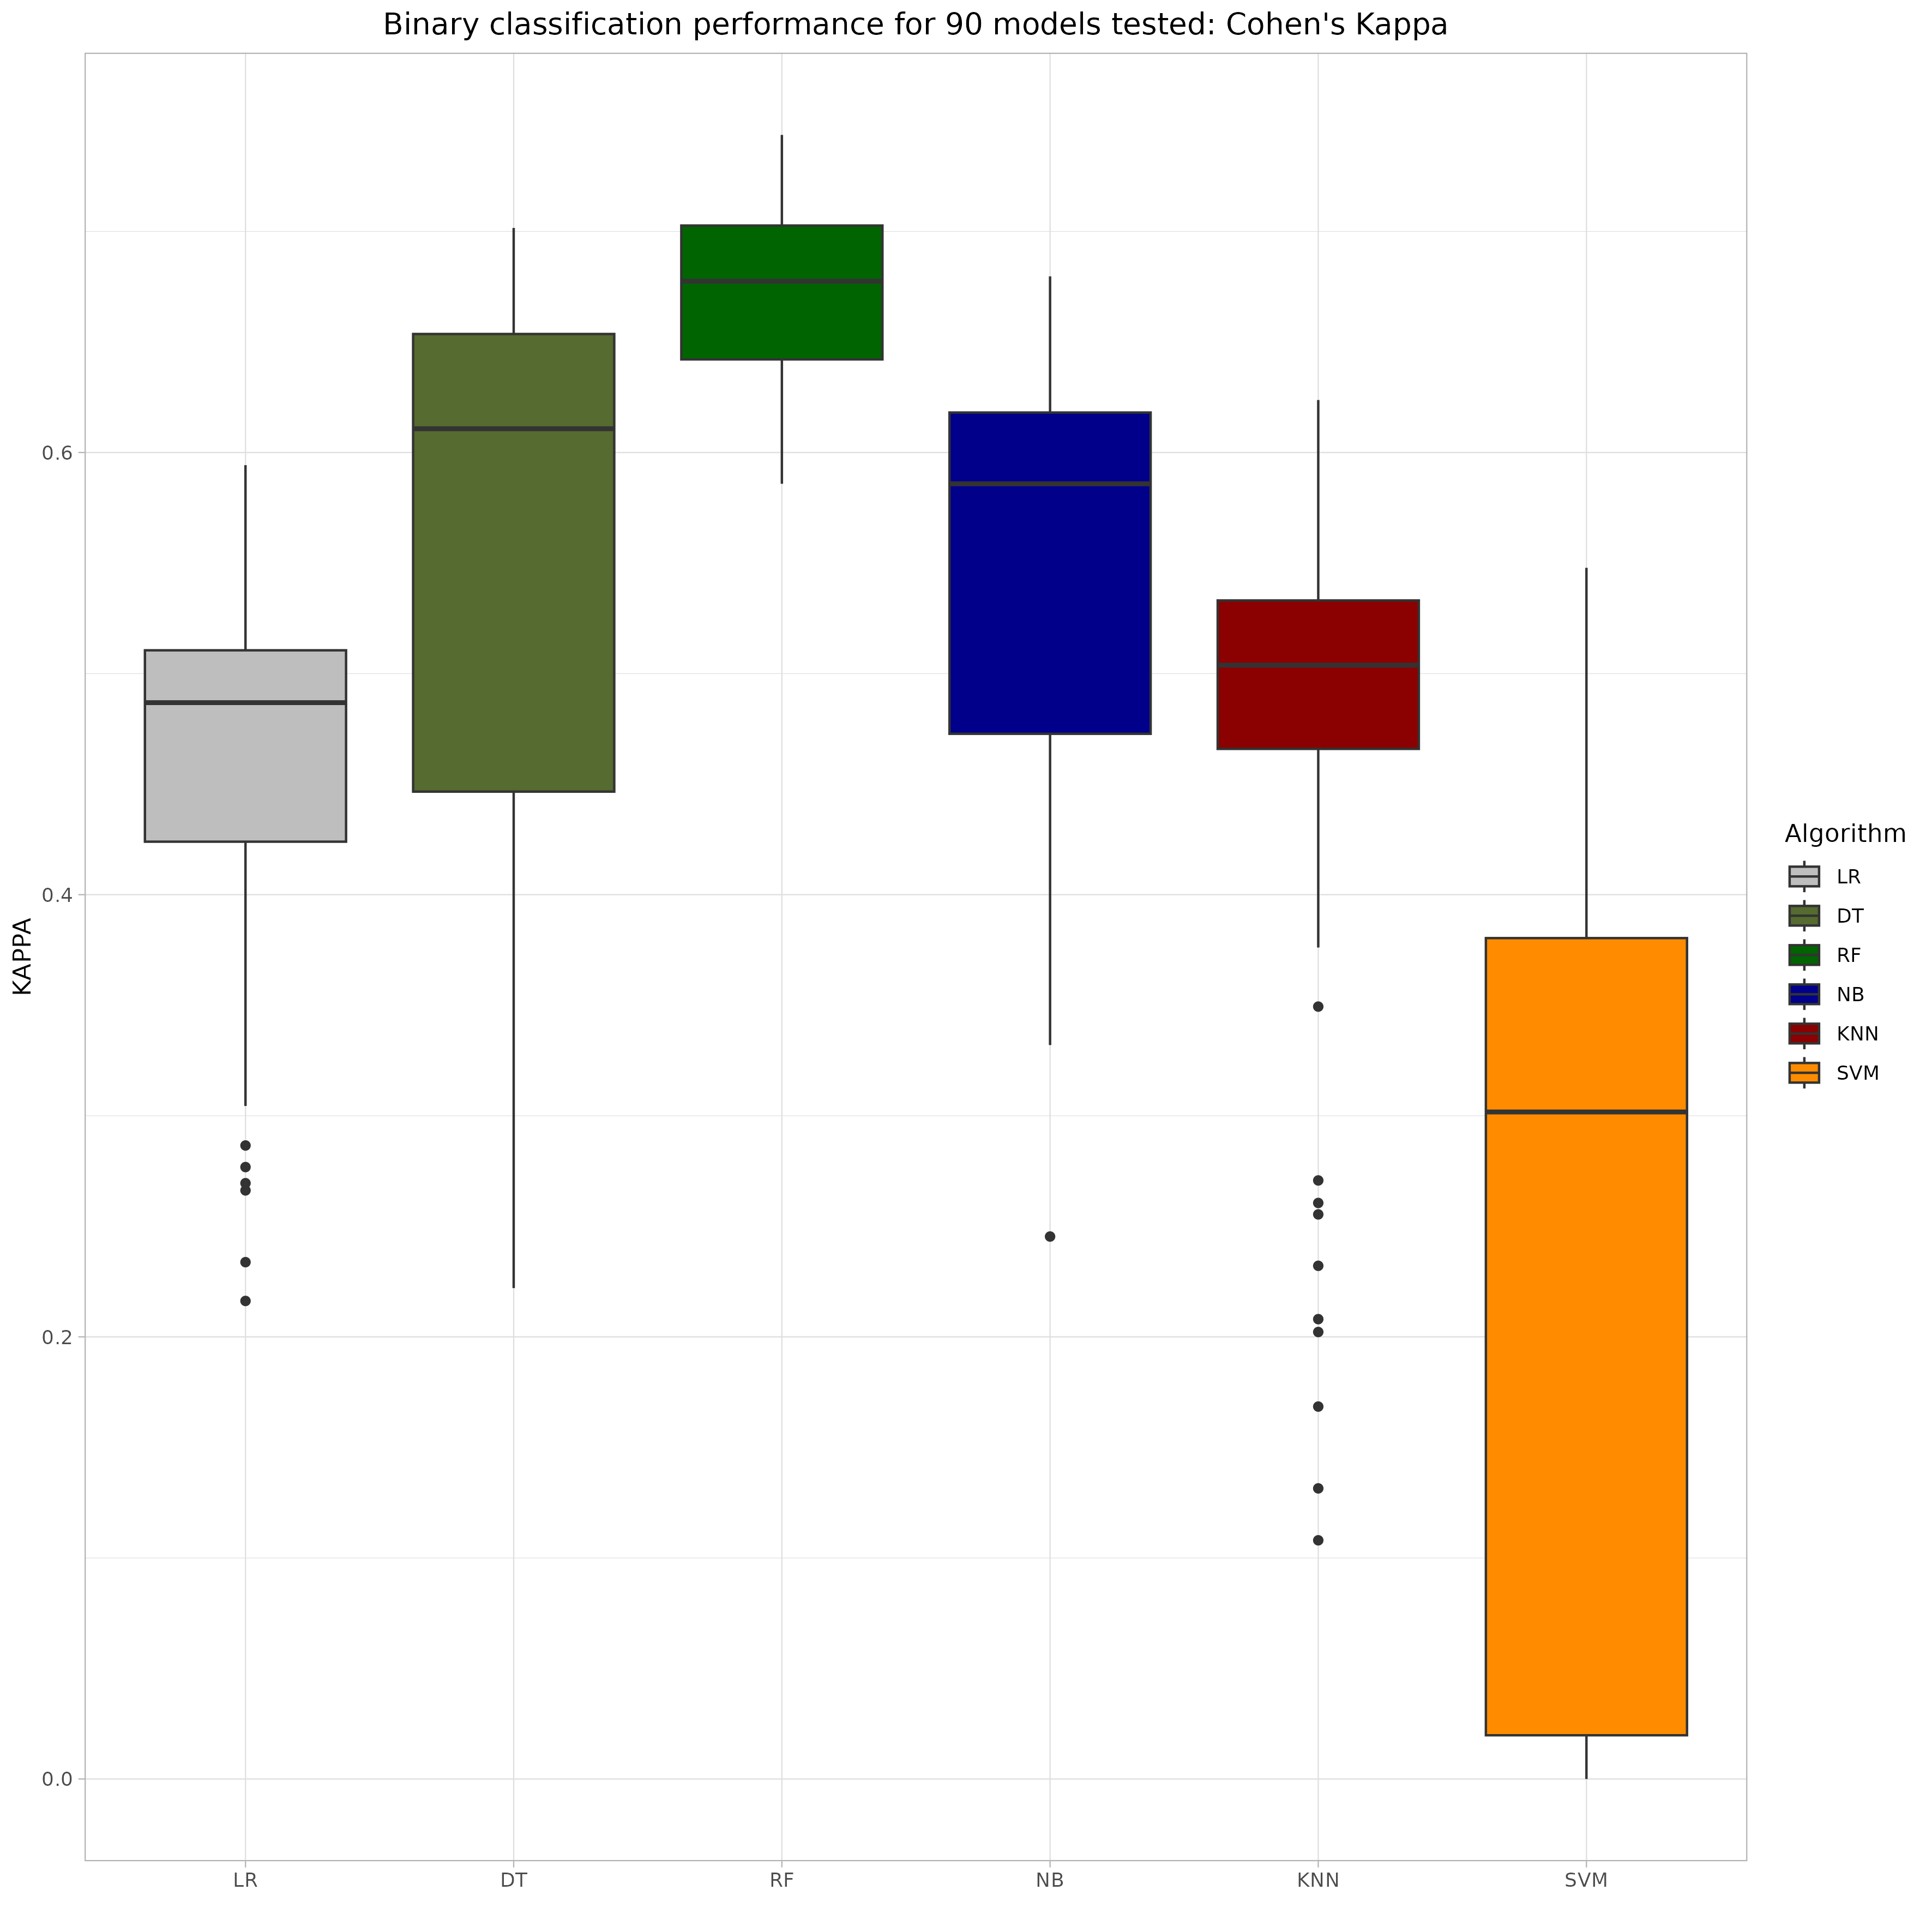 Binary classification performance for 90 models tested: Cohen's Kappa
KAPPA
0.6
0.4
0.2
0.0
LR DT RF NB KNN SVM
Algorithm
LR
DT
RF
NB
KNN
SVM